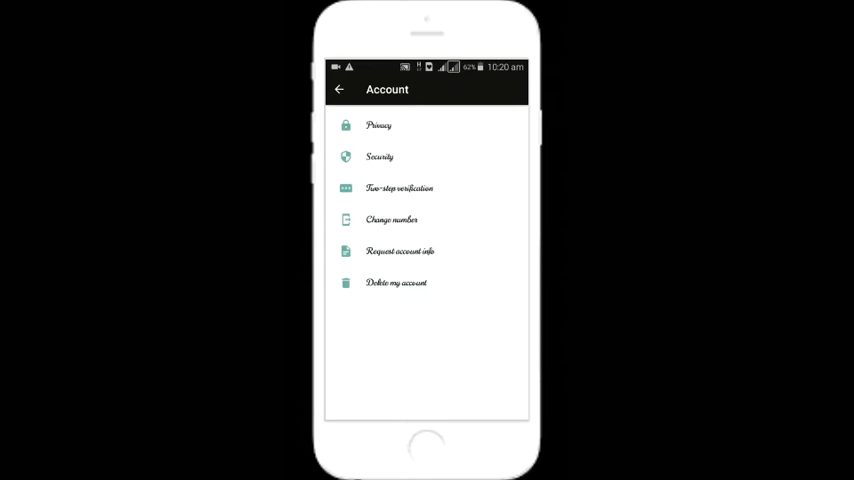 62% 10:20 am
Account
Privacy
Security
Two-step verification
Change number
Request account info
Delete my account